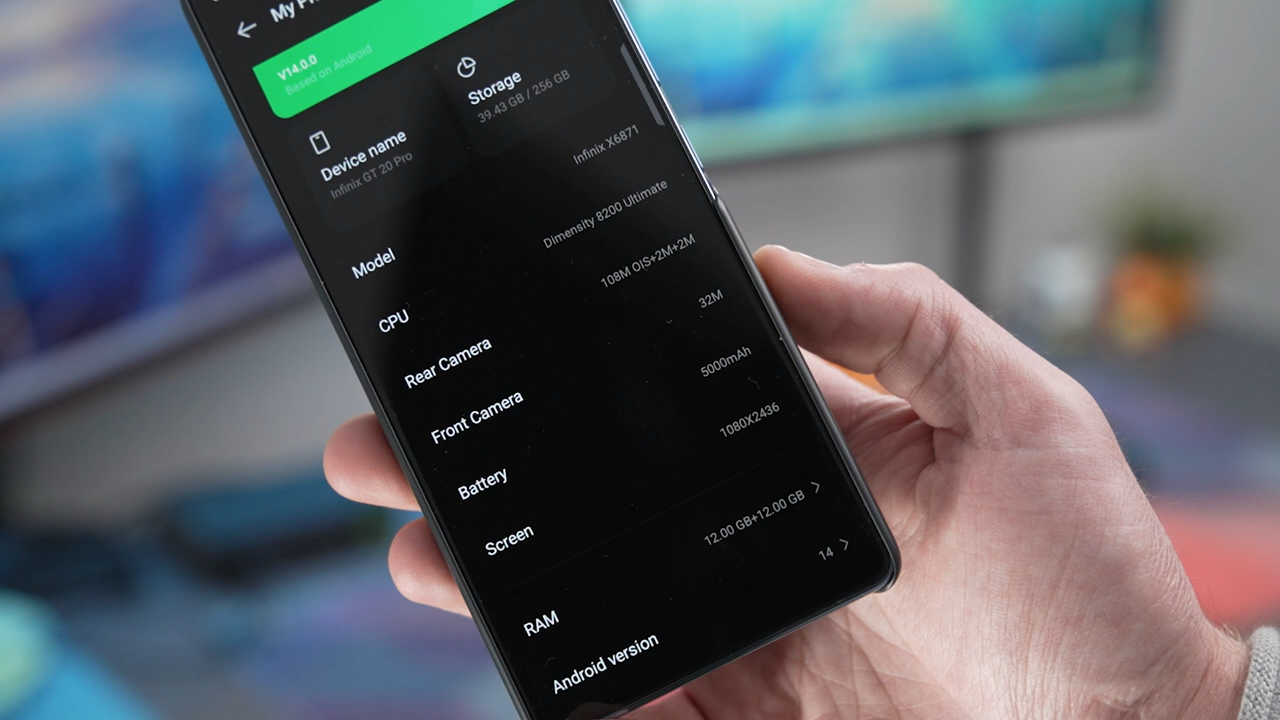 My
V14.0.0
Based on Android
Storage
39.43 GB / 256 GB
Device name
Infinix GT 20 Pro
Model Infinix X6871
CPU Dimensity 8200 Ultimate
Rear Camera 108M OIS+2M+2M
Front Camera 32M
Battery 5000mAh
Screen 1080X2436
RAM 12.00 GB+12.00 GB
Android version 14